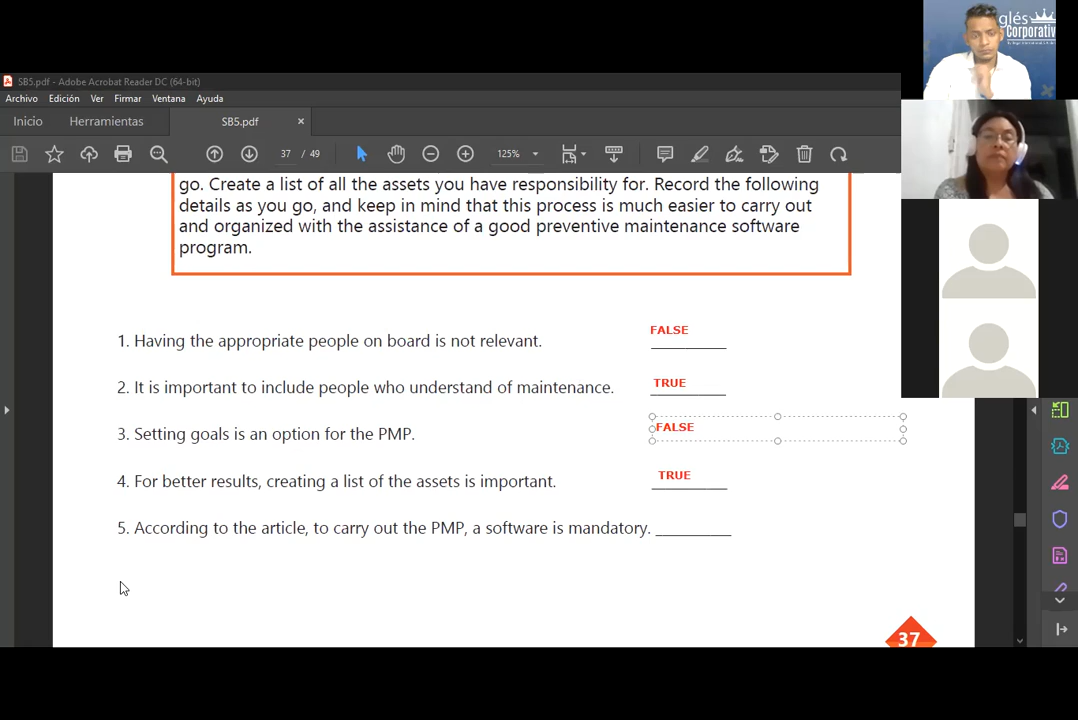 glés
Corporativ
SB5.pdf - Adobe Acrobat Reader DC (64-bit)
Archivo Edición Ver Firmar Ventana Ayuda
Inicio Herramientas SB5.pdf ×
37 / 49 125%
go. Create a list of all the assets you have responsibility for. Record the following
details as you go, and keep in mind that this process is much easier to carry out
and organized with the assistance of a good preventive maintenance software
program.
1. Having the appropriate people on board is not relevant. FALSE
2. It is important to include people who understand of maintenance. TRUE
3. Setting goals is an option for the PMP. FALSE
4. For better results, creating a list of the assets is important. TRUE
5. According to the article, to carry out the PMP, a software is mandatory. __________
37